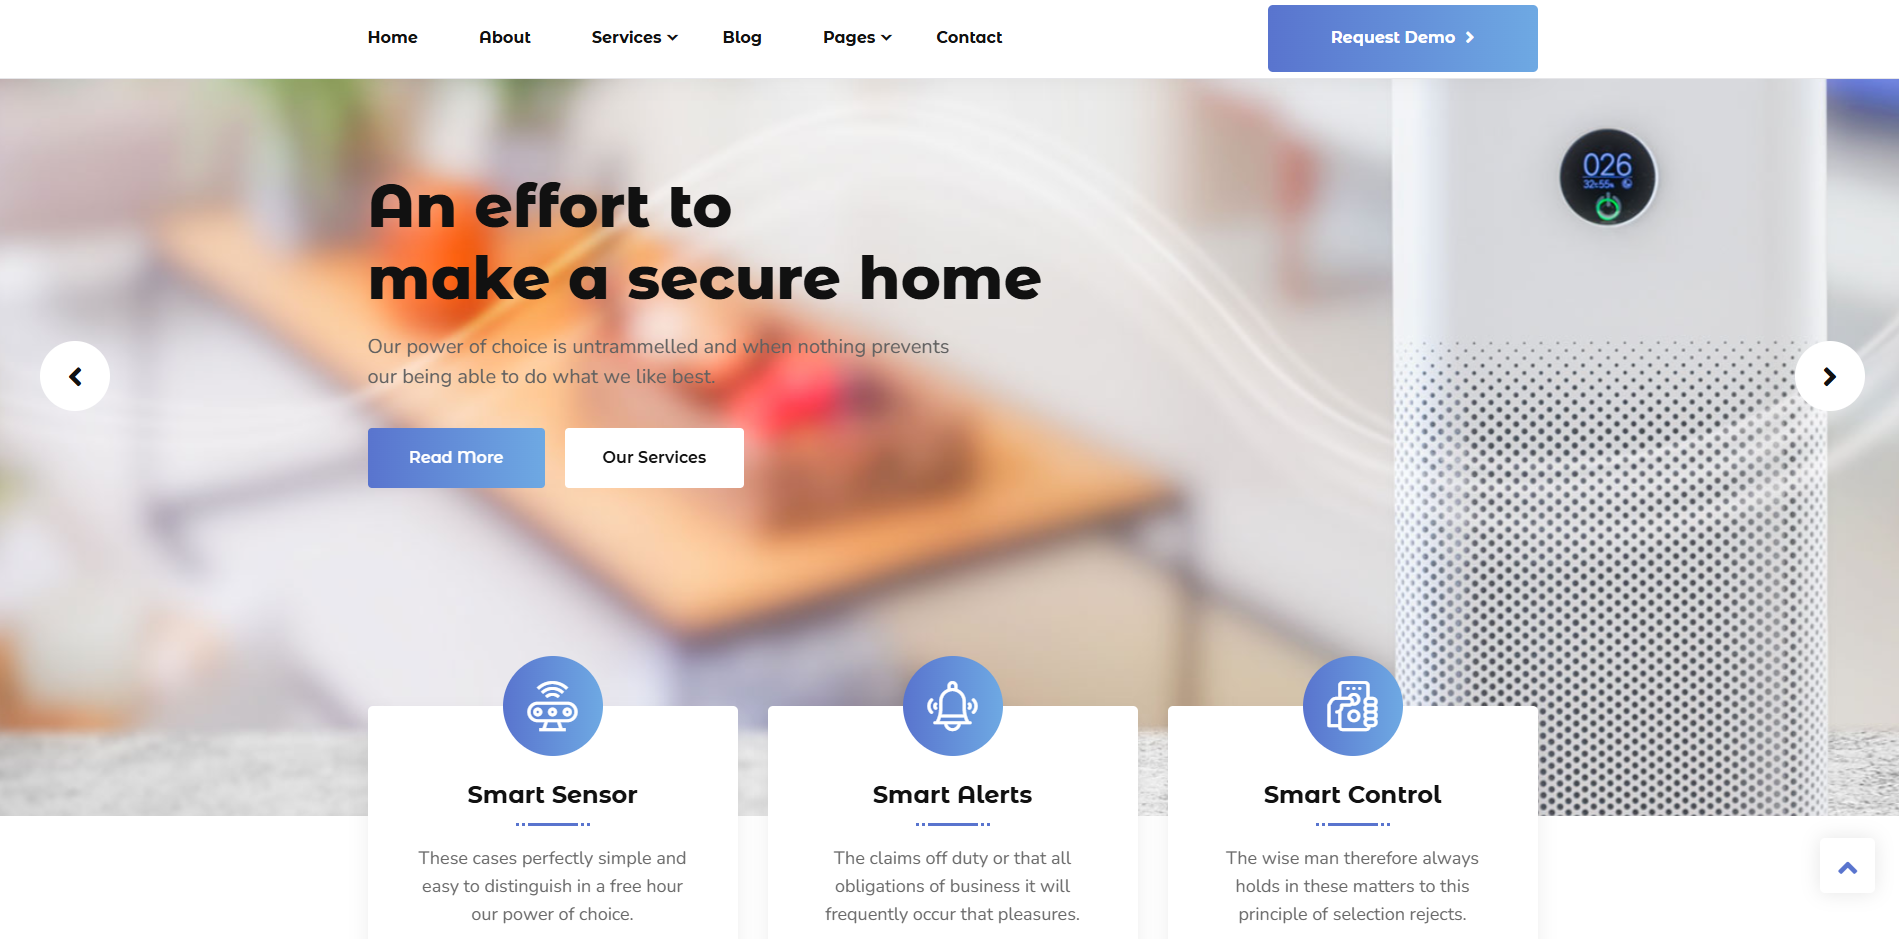 Home About Services Blog Pages Contact Request Demo
026
An effort to
make a secure home
Our power of choice is untrammelled and when nothing prevents
our being able to do what we like best.
Read More Our Services
Smart Sensor
These cases perfectly simple and
easy to distinguish in a free hour
our power of choice.
Smart Alerts
The claims off duty or that all
obligations of business it will
frequently occur that pleasures.
Smart Control
The wise man therefore always
holds in these matters to this
principle of selection rejects.